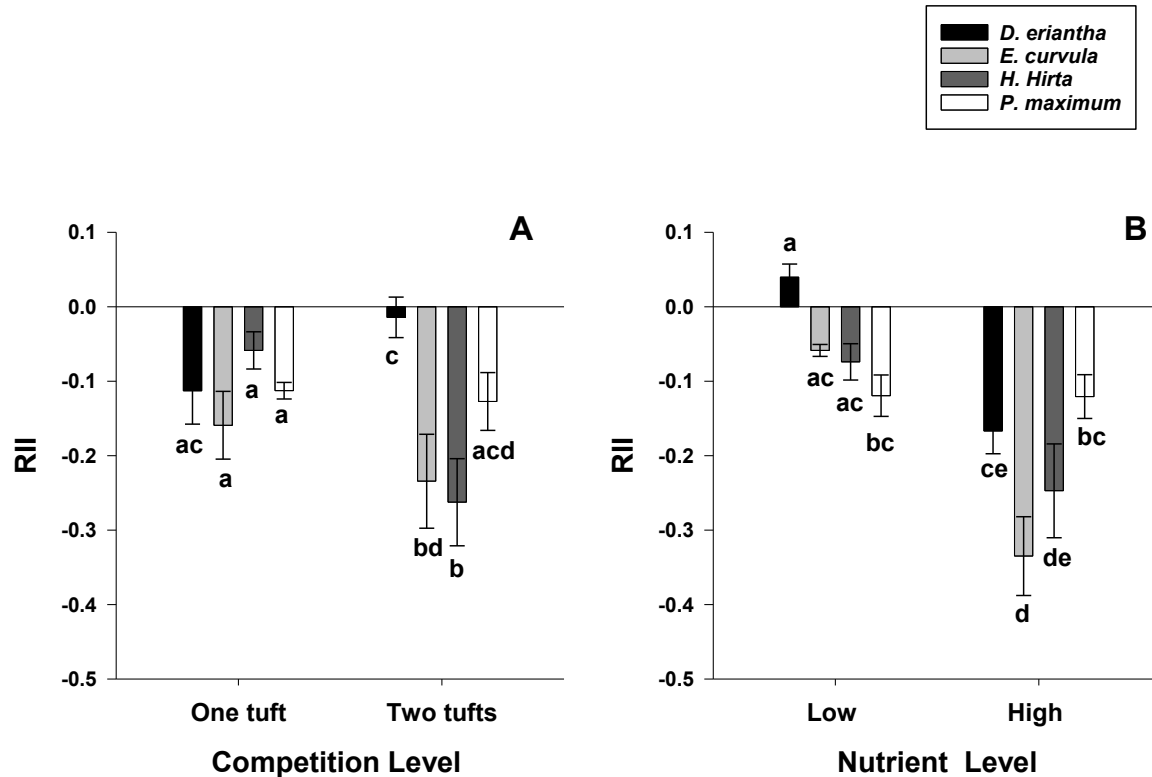 D. eriantha
E. curvula
H. Hirta
P. maximum
A
0.1
0.0
-0.1
-0.2
-0.3
-0.4
-0.5
RII
ac
a
a
a
c
bd
b
acd
One tuft
Two tufts
Competition Level
B
0.1
0.0
-0.1
-0.2
-0.3
-0.4
-0.5
RII
a
ac
ac
bc
ce
d
de
bc
Low
High
Nutrient Level